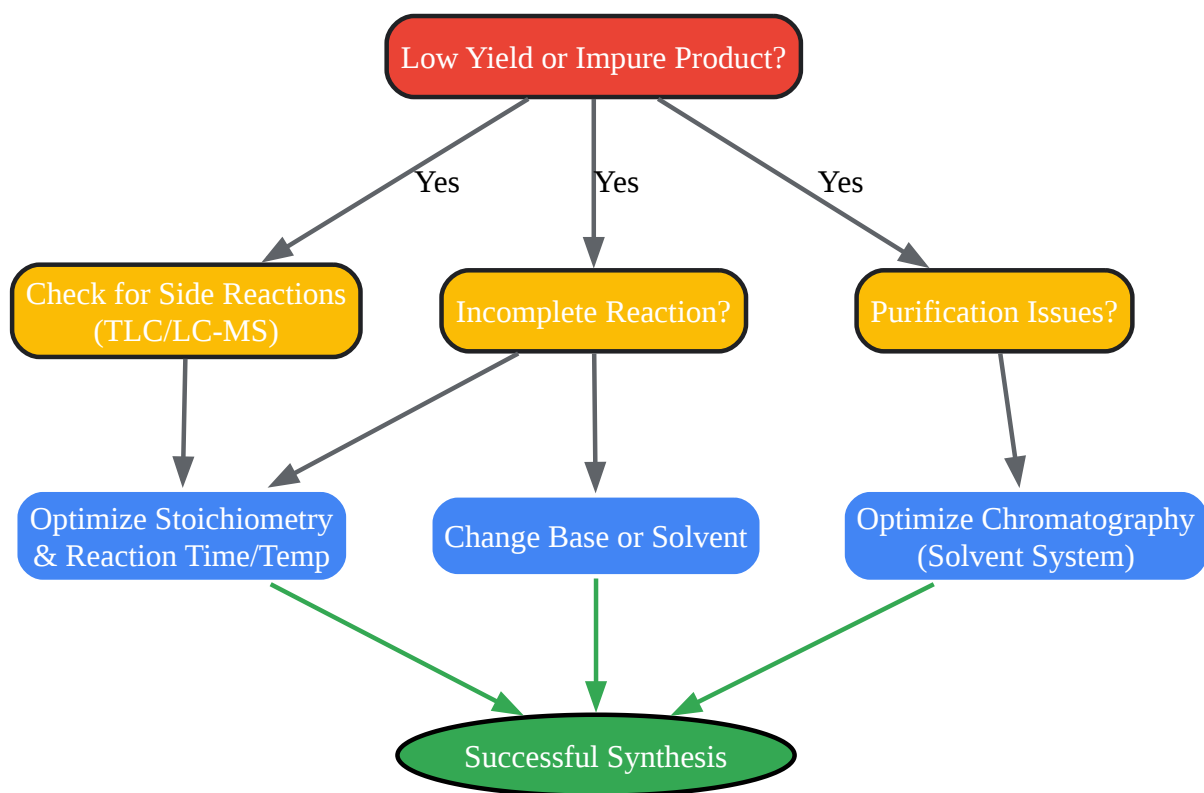 Low Yield or Impure Product?
Yes
Yes
Yes
Check for Side Reactions
(TLC/LC-MS)
Incomplete Reaction?
Purification Issues?
Optimize Stoichiometry
& Reaction Time/Temp
Change Base or Solvent
Optimize Chromatography
(Solvent System)
Successful Synthesis